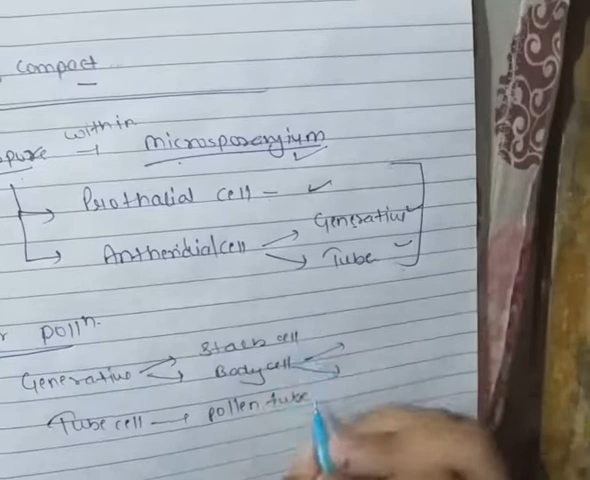 compact
spore → within microsporangium
Prothalial cell -
Antheridial cell Generative
Tube
r pollⁿ.
Stalk cell
Generative Body cell
Tube cell → pollen tube